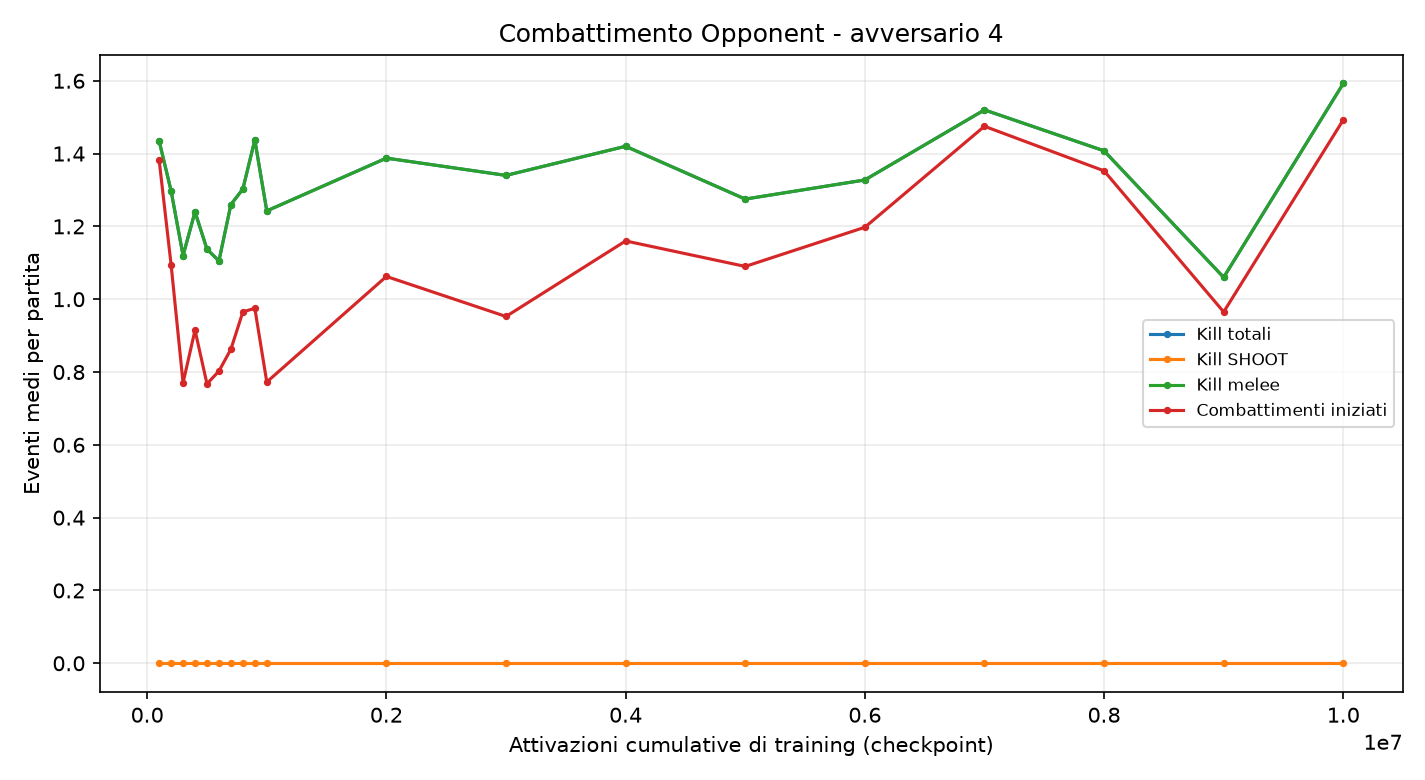 Combattimento Opponent - avversario 4
Eventi medi per partita
1.6
1.4
1.2
1.0
0.8
0.6
0.4
0.2
0.0
Kill totali
Kill SHOOT
Kill melee
Combattimenti iniziati
0.0 0.2 0.4 0.6 0.8 1.0
1e7
Attivazioni cumulative di training (checkpoint)